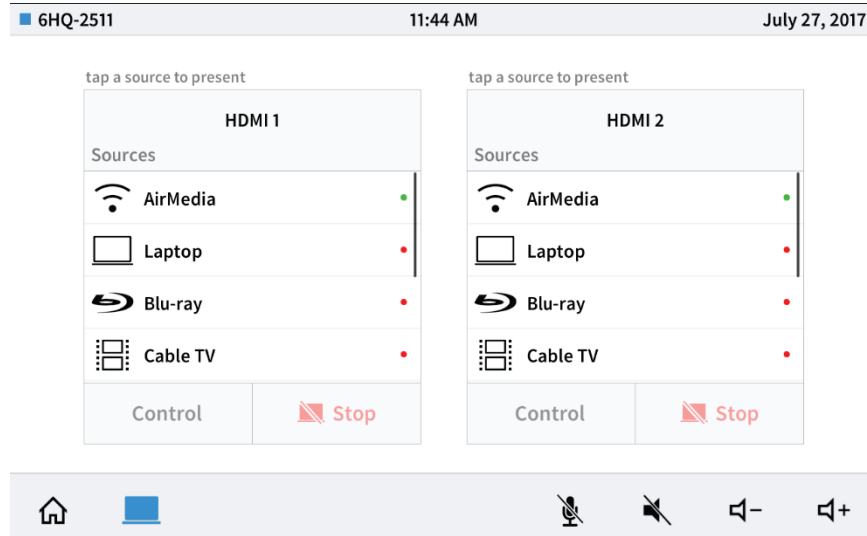 6HQ-2511 11:44 AM July 27, 2017
tap a source to present
HDMI 1
Sources
AirMedia
Laptop
Blu-ray
Cable TV
Control Stop
tap a source to present
HDMI 2
Sources
AirMedia
Laptop
Blu-ray
Cable TV
Control Stop